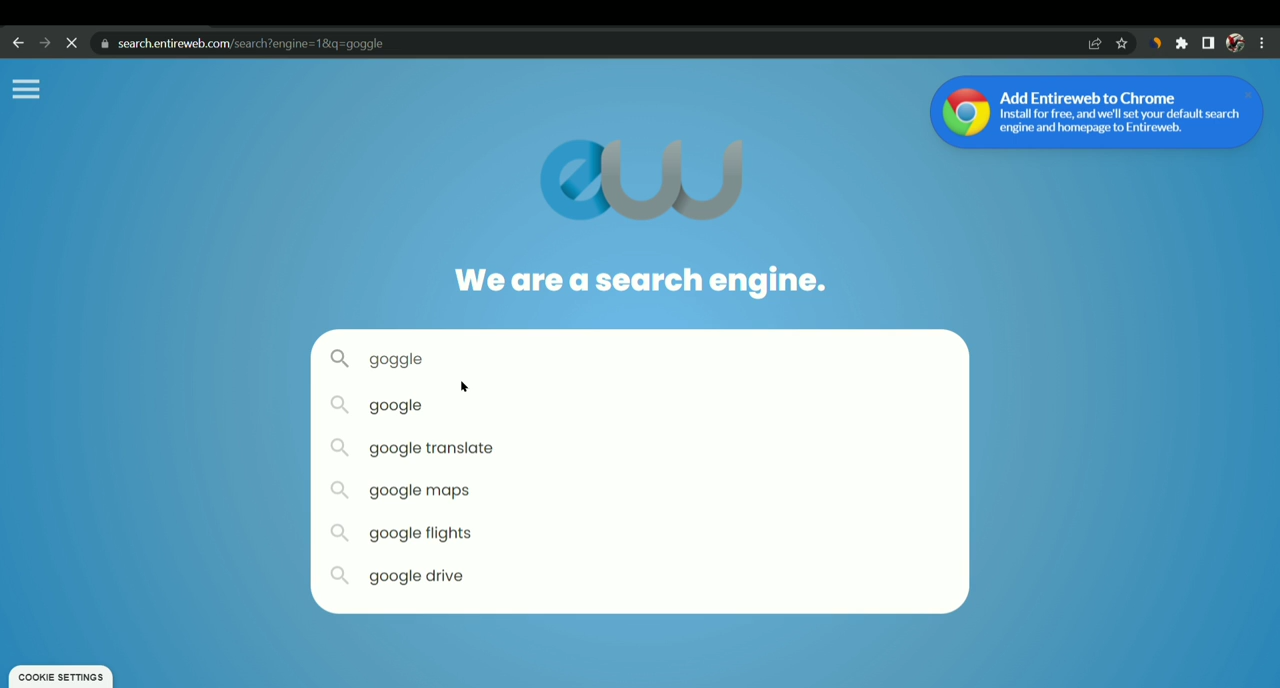 search.entireweb.com/search?engine=1&q=goggle
Add Entireweb to Chrome
Install for free, and we'll set your default search
engine and homepage to Entireweb.
ew
We are a search engine.
goggle
google
google translate
google maps
google flights
google drive
COOKIE SETTINGS